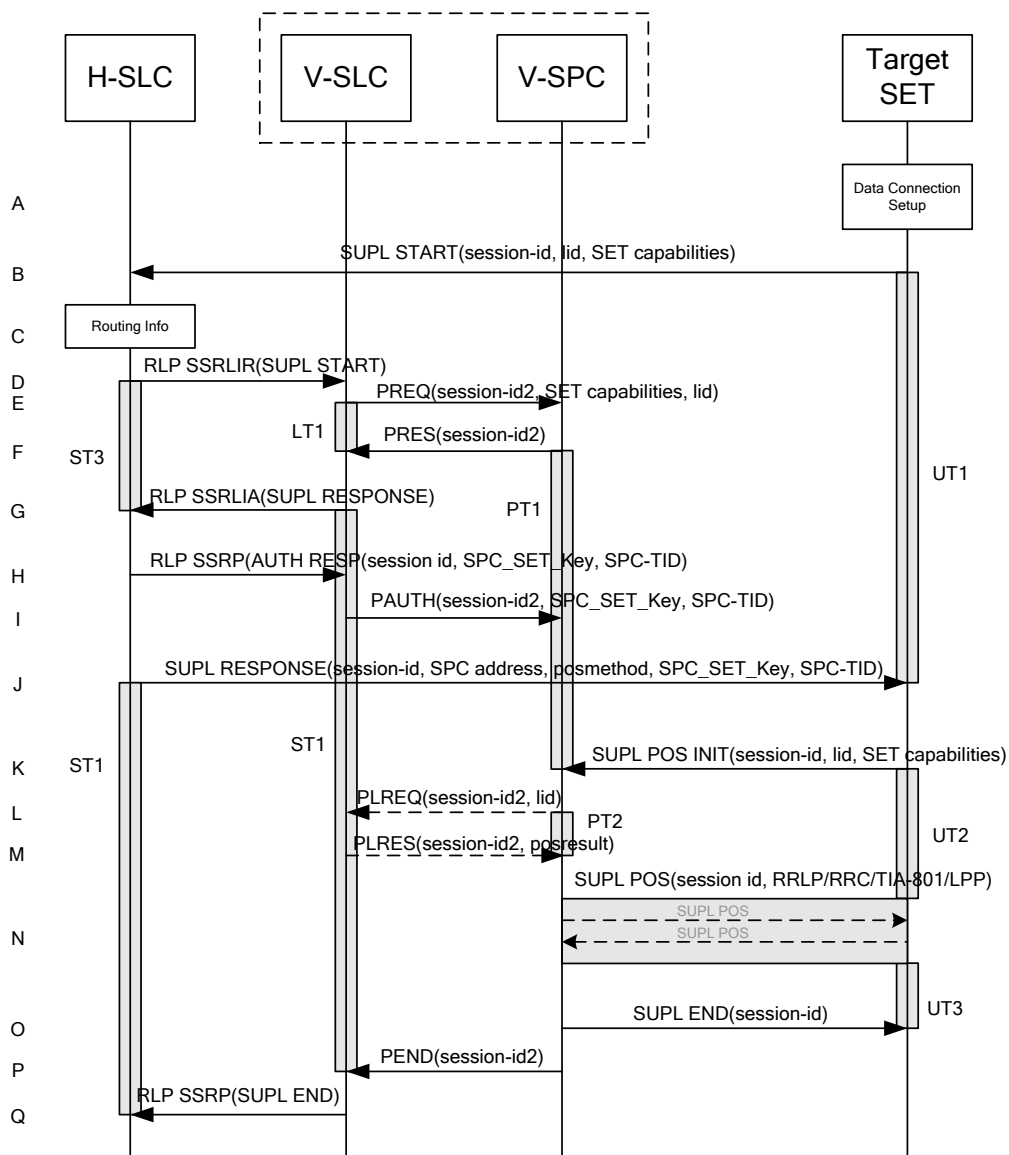 H-SLC
V-SLC
V-SPC
Target
SET
A
Data Connection
Setup
SUPL START(session-id, lid, SET capabilities)
B
Routing Info
C
RLP SSRLIR(SUPL START)
D
PREQ(session-id2, SET capabilities, lid)
E
LT1
PRES(session-id2)
F
ST3
UT1
RLP SSRLIA(SUPL RESPONSE)
G
PT1
RLP SSRP(AUTH RESP(session id, SPC_SET_Key, SPC-TID)
H
PAUTH(session-id2, SPC_SET_Key, SPC-TID)
I
SUPL RESPONSE(session-id, SPC address, posmethod, SPC_SET_Key, SPC-TID)
J
ST1
ST1
SUPL POS INIT(session-id, lid, SET capabilities)
K
PLREQ(session-id2, lid)
L
PT2
UT2
PLRES(session-id2, posresult)
M
SUPL POS(session id, RRLP/RRC/TIA-801/LPP)
SUPL POS
SUPL POS
N
UT3
SUPL END(session-id)
O
PEND(session-id2)
P
RLP SSRP(SUPL END)
Q